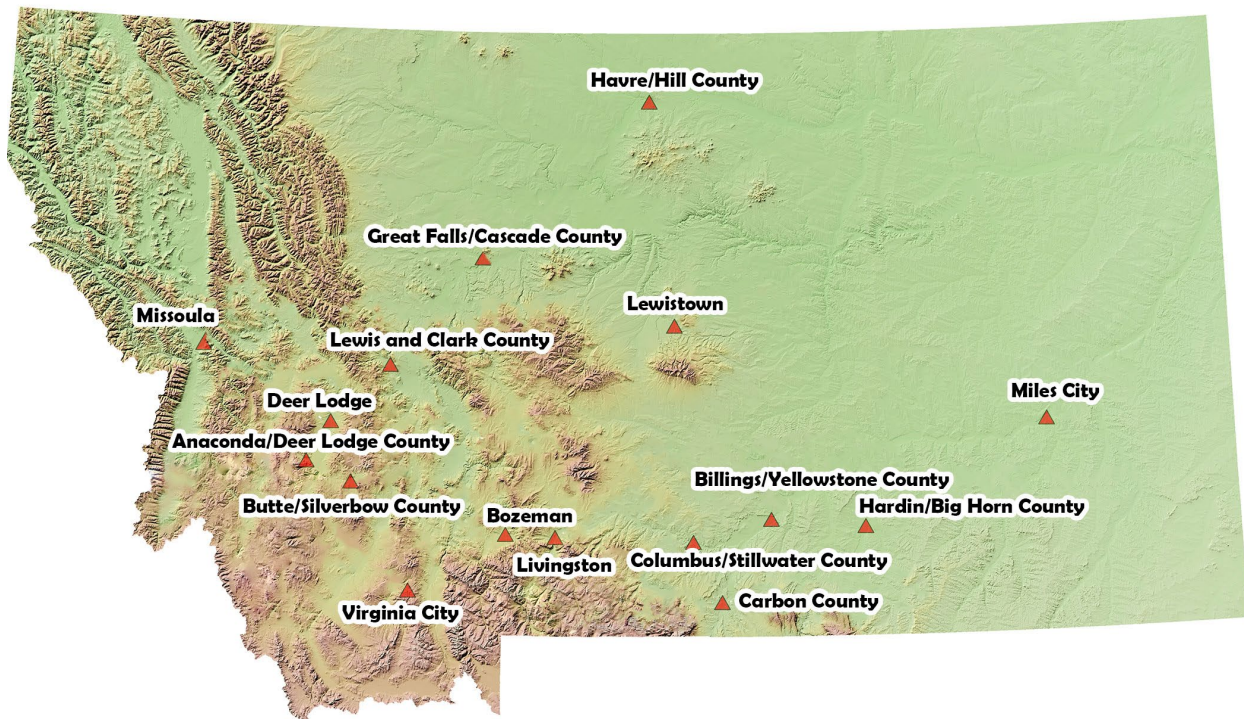 Havre/Hill County
Great Falls/Cascade County
Lewistown
Missoula
Lewis and Clark County
Miles City
Deer Lodge
Anaconda/Deer Lodge County
Billings/Yellowstone County
Butte/Silverbow County
Hardin/Big Horn County
Bozeman
Columbus/Stillwater County
Livingston
Carbon County
Virginia City